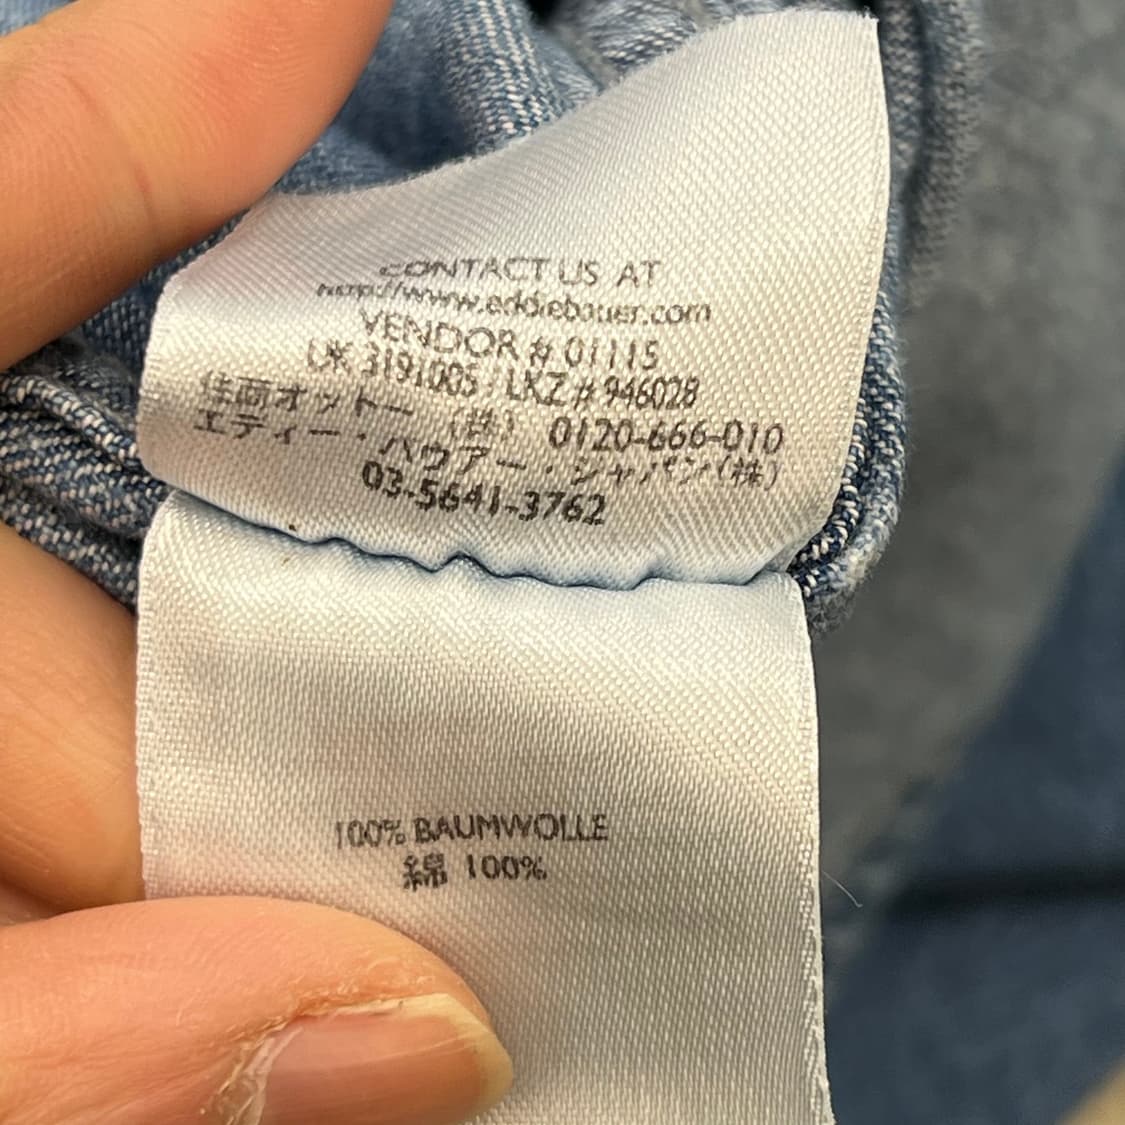 CONTACT US AT
http://www.eddiebauer.com
VENDOR # 01115
UK 3191005 / LKZ # 946028
住商オットー (株) 0120-666-010
エディー・バウアー・ジャパン(株)
03-5641-3762
100% BAUMWOLLE
綿 100%